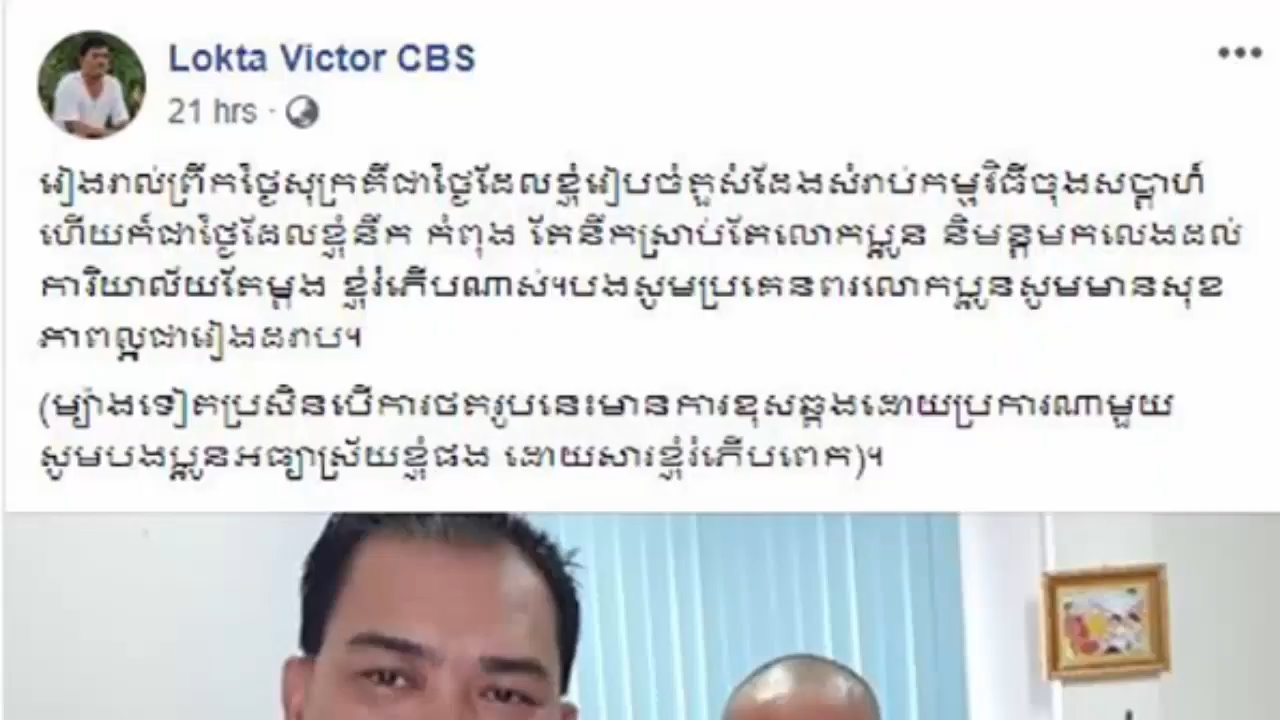 Lokta Victor CBS
21 hrs ·
រៀងរាល់ព្រឹកថ្ងៃសុក្រគឺជាថ្ងៃដែលខ្ញុំរៀបចំតួសំដែងសំរាប់កម្មវិធីចុងសប្តាហ៍
ហើយក៏ជាថ្ងៃដែលខ្ញុំនឹក កំពុង តែនឹកស្រាប់តែលោកប្អូន និមន្តមកលេងដល់
ការិយាល័យតែម្តង ខ្ញុំរំភើបណាស់។បងសូមប្រគេនពរលោកប្អូនសូមមានសុខ
ភាពល្អជារៀងដរាប។
(ម្យ៉ាងទៀតប្រសិនបើការថតរូបនេះមានការខុសឆ្គងដោយប្រការណាមួយ
សូមបងប្អូនអធ្យាស្រ័យខ្ញុំផង ដោយសារខ្ញុំរំភើបពេក)។